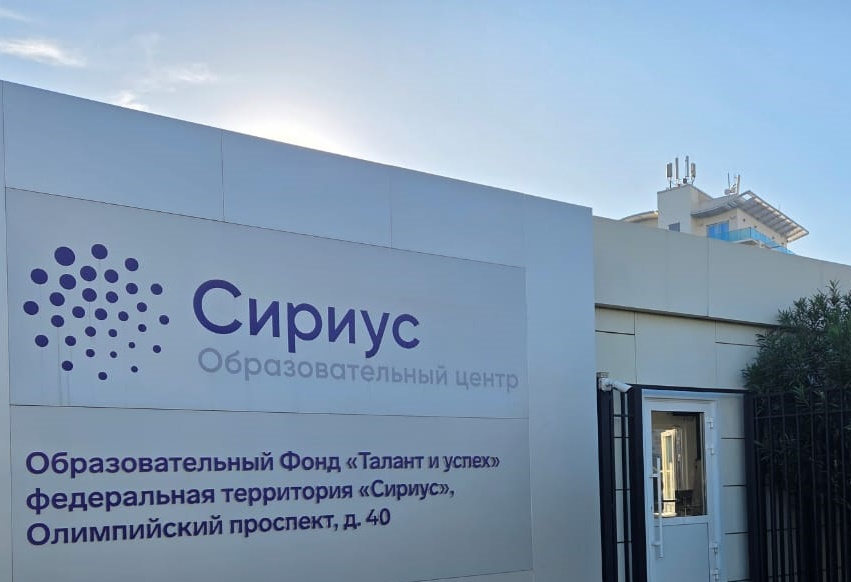 Сириус
Образовательный центр
Образовательный Фонд «Талант и успех»
федеральная территория «Сириус»,
Олимпийский проспект, д. 40